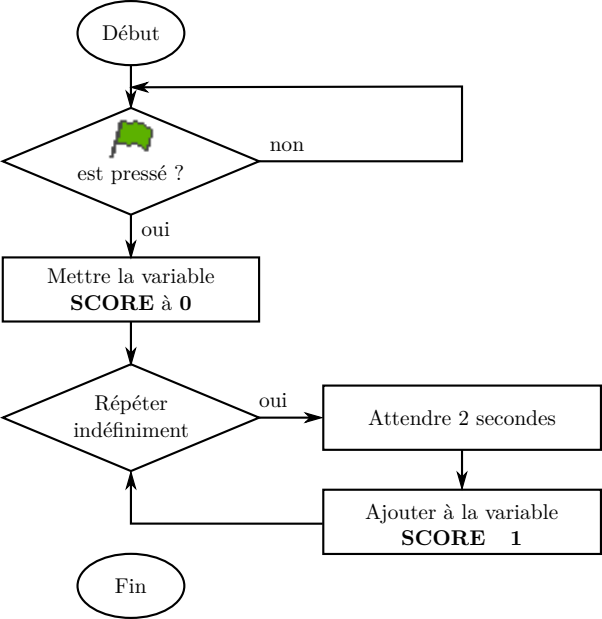 Début
est pressé ?
non
oui
Mettre la variable
SCORE à 0
Répéter
indéfiniment
oui
Attendre 2 secondes
Ajouter à la variable
SCORE 1
Fin